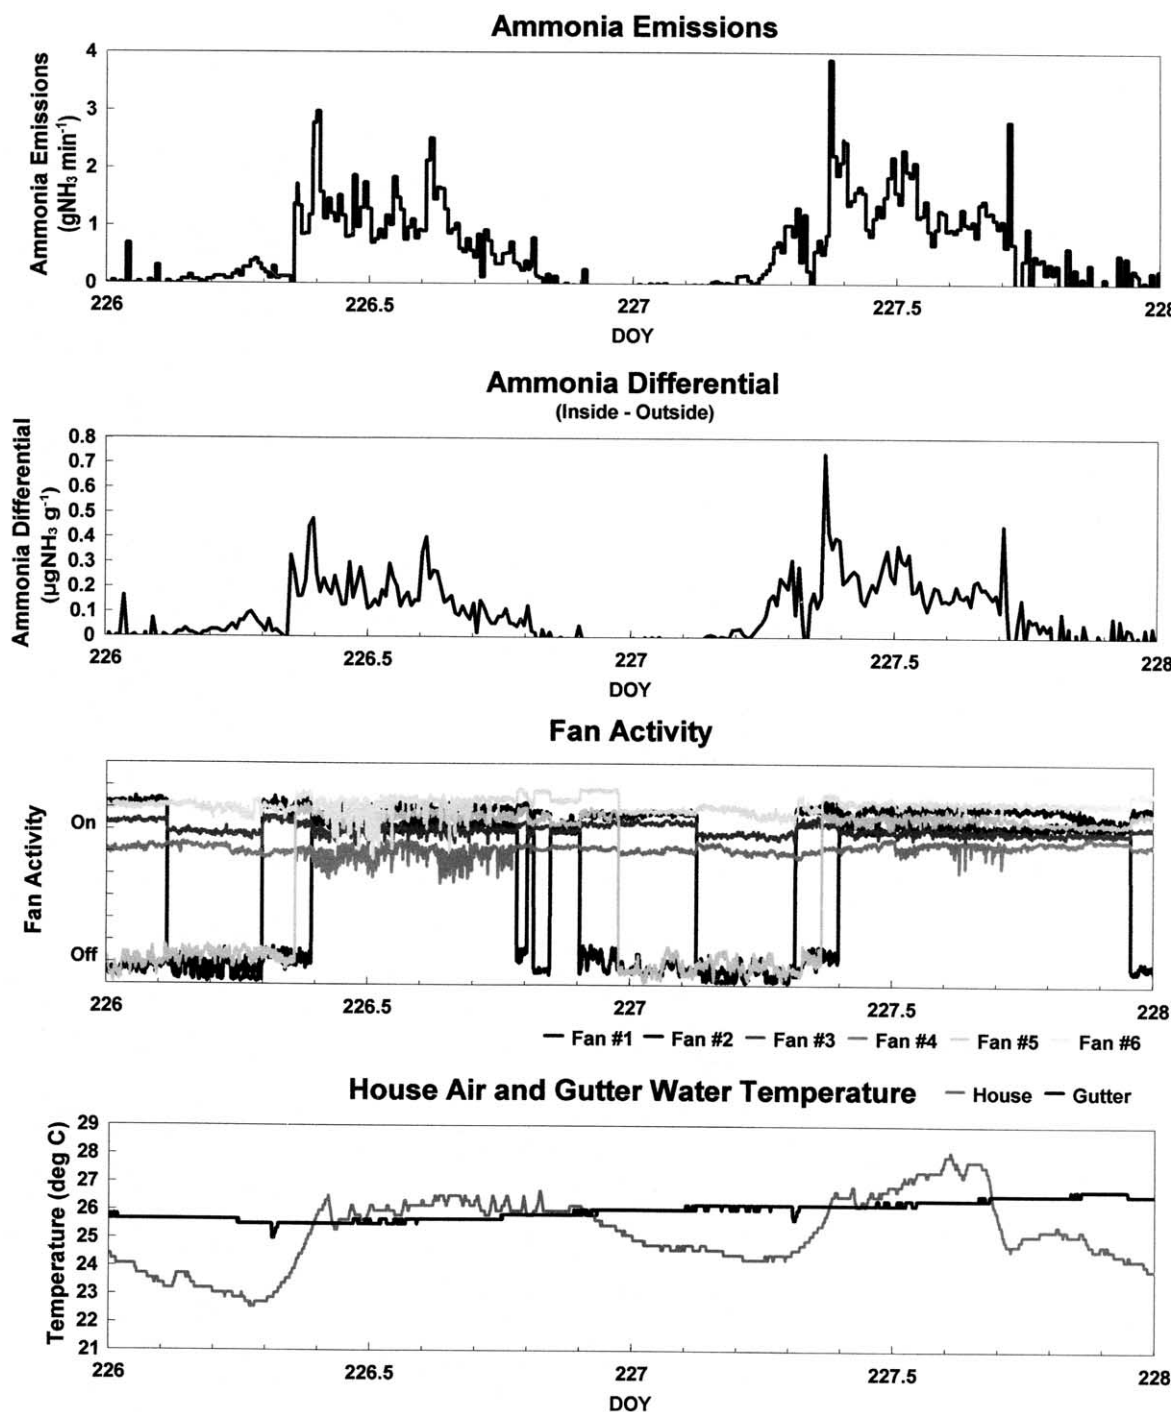 Ammonia Emissions
Ammonia Emissions
(gNH₃ min⁻¹)
4
3
2
1
0
226
226.5
227
227.5
228
DOY
Ammonia Differential
(Inside - Outside)
Ammonia Differential
(µgNH₃ g⁻¹)
0.8
0.7
0.6
0.5
0.4
0.3
0.2
0.1
0
226
226.5
227
227.5
228
DOY
Fan Activity
Fan Activity
On
Off
226
226.5
227
227.5
228
Fan #1 Fan #2 Fan #3 Fan #4 Fan #5 Fan #6
House Air and Gutter Water Temperature House Gutter
Temperature (deg C)
29
28
27
26
25
24
23
22
21
226
226.5
227
227.5
228
DOY